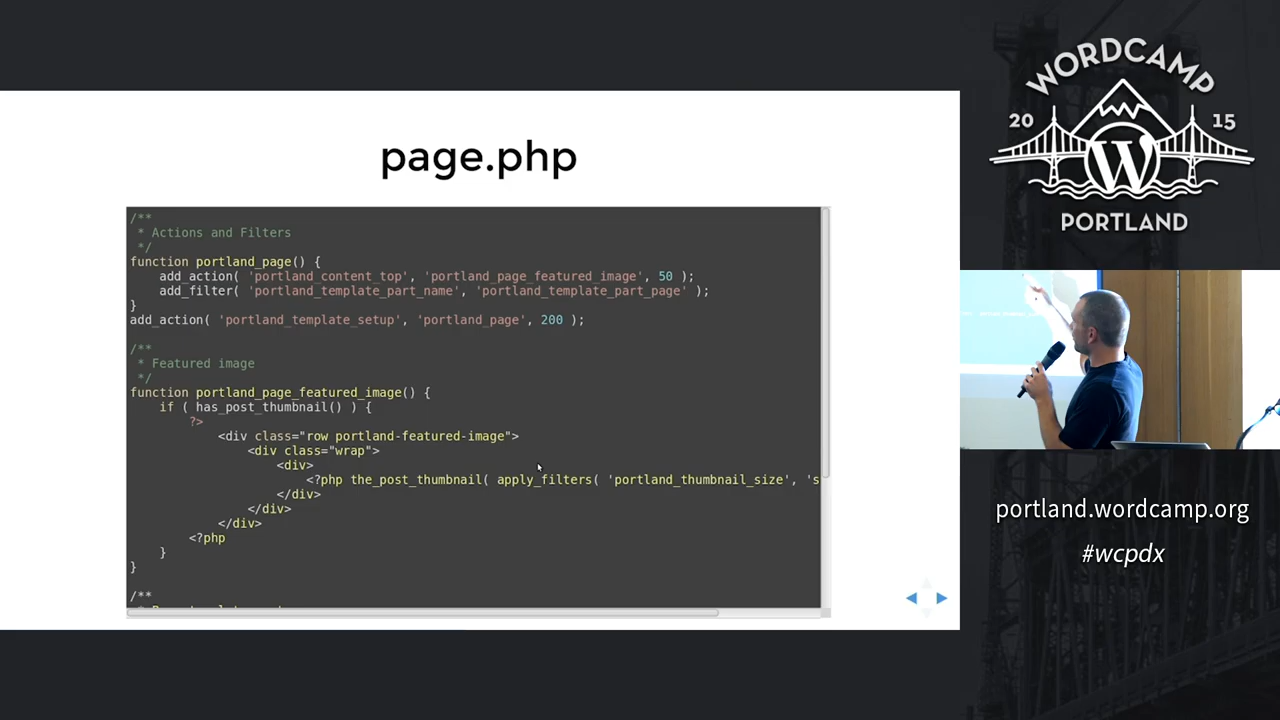 page.php
/**
 * Actions and Filters
 */
function portland_page() {
    add_action( 'portland_content_top', 'portland_page_featured_image', 50 );
    add_filter( 'portland_template_part_name', 'portland_template_part_page' );
}
add_action( 'portland_template_setup', 'portland_page', 200 );
/**
 * Featured image
 */
function portland_page_featured_image() {
    if ( has_post_thumbnail() ) {
        ?>
            <div class="row portland-featured-image">
                <div class="wrap">
                    <div>
                        <?php the_post_thumbnail( apply_filters( 'portland_thumbnail_size', 's
                    </div>
                </div>
            </div>
        <?php
    }
}
/**
WORDCAMP
20 15
W
PORTLAND
portland.wordcamp.org
#wcpdx